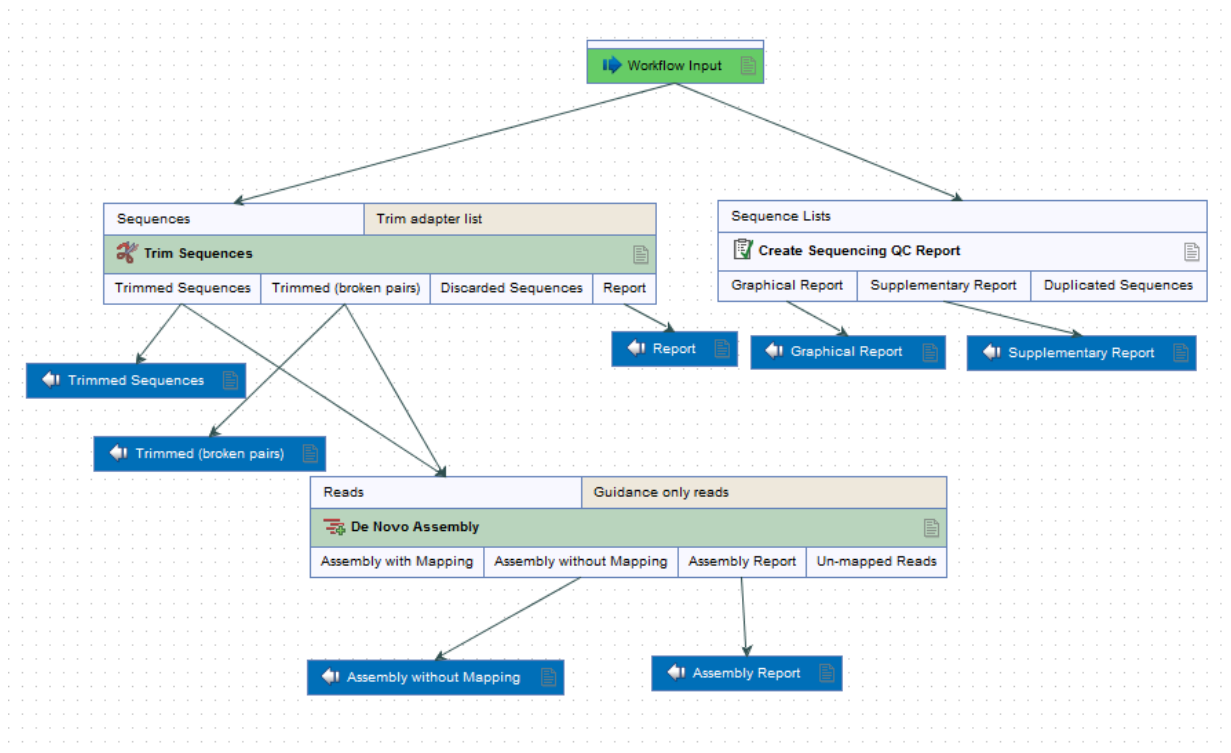 Workflow Input
Sequences
Trim adapter list
Trim Sequences
Trimmed Sequences
Trimmed (broken pairs)
Discarded Sequences
Report
Sequence Lists
Create Sequencing QC Report
Graphical Report
Supplementary Report
Duplicated Sequences
Report
Graphical Report
Supplementary Report
Trimmed Sequences
Trimmed (broken pairs)
Reads
Guidance only reads
De Novo Assembly
Assembly with Mapping
Assembly without Mapping
Assembly Report
Un-mapped Reads
Assembly without Mapping
Assembly Report